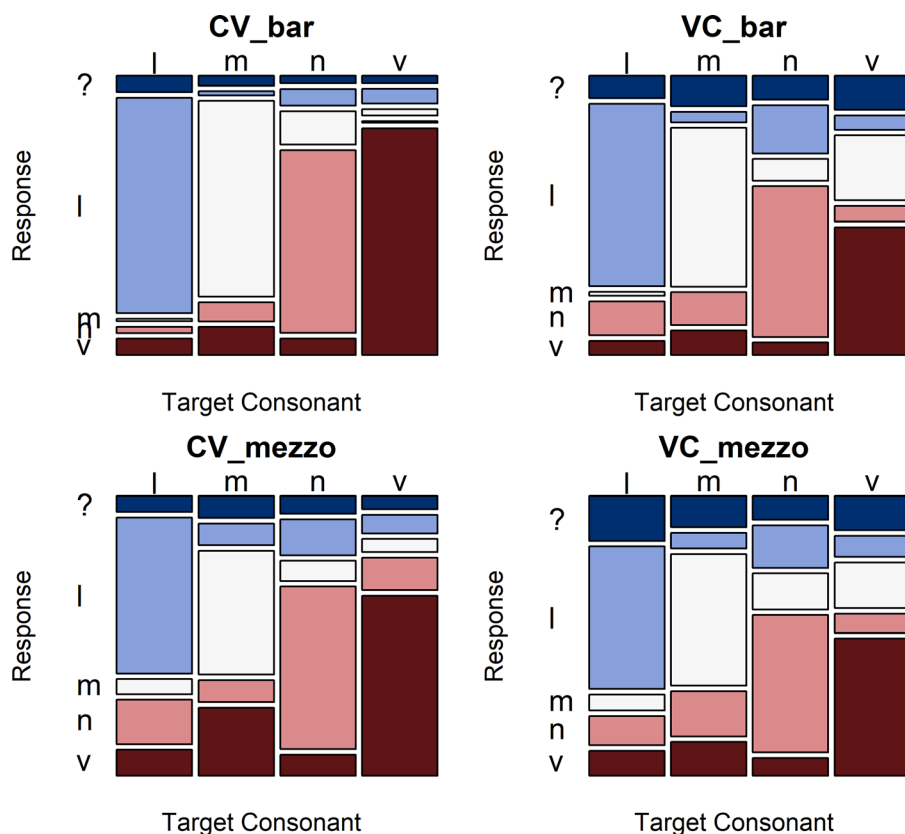 CV_bar
l m n v
?
l
m
n
v
Response
Target Consonant
VC_bar
l m n v
?
l
m
n
v
Response
Target Consonant
CV_mezzo
l m n v
?
l
m
n
v
Response
Target Consonant
VC_mezzo
l m n v
?
l
m
n
v
Response
Target Consonant